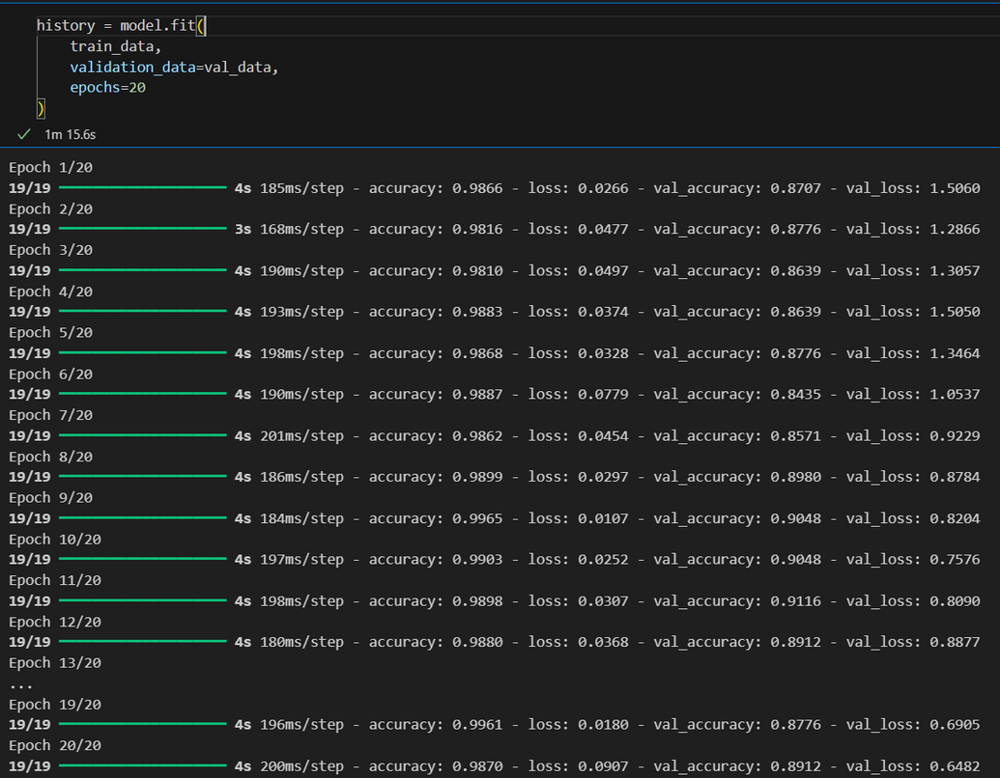 history = model.fit(
    train_data,
    validation_data=val_data,
    epochs=20
)
1m 15.6s
Epoch 1/20
19/19 4s 185ms/step - accuracy: 0.9866 - loss: 0.0266 - val_accuracy: 0.8707 - val_loss: 1.5060
Epoch 2/20
19/19 3s 168ms/step - accuracy: 0.9816 - loss: 0.0477 - val_accuracy: 0.8776 - val_loss: 1.2866
Epoch 3/20
19/19 4s 190ms/step - accuracy: 0.9810 - loss: 0.0497 - val_accuracy: 0.8639 - val_loss: 1.3057
Epoch 4/20
19/19 4s 193ms/step - accuracy: 0.9883 - loss: 0.0374 - val_accuracy: 0.8639 - val_loss: 1.5050
Epoch 5/20
19/19 4s 198ms/step - accuracy: 0.9868 - loss: 0.0328 - val_accuracy: 0.8776 - val_loss: 1.3464
Epoch 6/20
19/19 4s 190ms/step - accuracy: 0.9887 - loss: 0.0779 - val_accuracy: 0.8435 - val_loss: 1.0537
Epoch 7/20
19/19 4s 201ms/step - accuracy: 0.9862 - loss: 0.0454 - val_accuracy: 0.8571 - val_loss: 0.9229
Epoch 8/20
19/19 4s 186ms/step - accuracy: 0.9899 - loss: 0.0297 - val_accuracy: 0.8980 - val_loss: 0.8784
Epoch 9/20
19/19 4s 184ms/step - accuracy: 0.9965 - loss: 0.0107 - val_accuracy: 0.9048 - val_loss: 0.8204
Epoch 10/20
19/19 4s 197ms/step - accuracy: 0.9903 - loss: 0.0252 - val_accuracy: 0.9048 - val_loss: 0.7576
Epoch 11/20
19/19 4s 198ms/step - accuracy: 0.9898 - loss: 0.0307 - val_accuracy: 0.9116 - val_loss: 0.8090
Epoch 12/20
19/19 4s 180ms/step - accuracy: 0.9880 - loss: 0.0368 - val_accuracy: 0.8912 - val_loss: 0.8877
Epoch 13/20
...
Epoch 19/20
19/19 4s 196ms/step - accuracy: 0.9961 - loss: 0.0180 - val_accuracy: 0.8776 - val_loss: 0.6905
Epoch 20/20
19/19 4s 200ms/step - accuracy: 0.9870 - loss: 0.0907 - val_accuracy: 0.8912 - val_loss: 0.6482